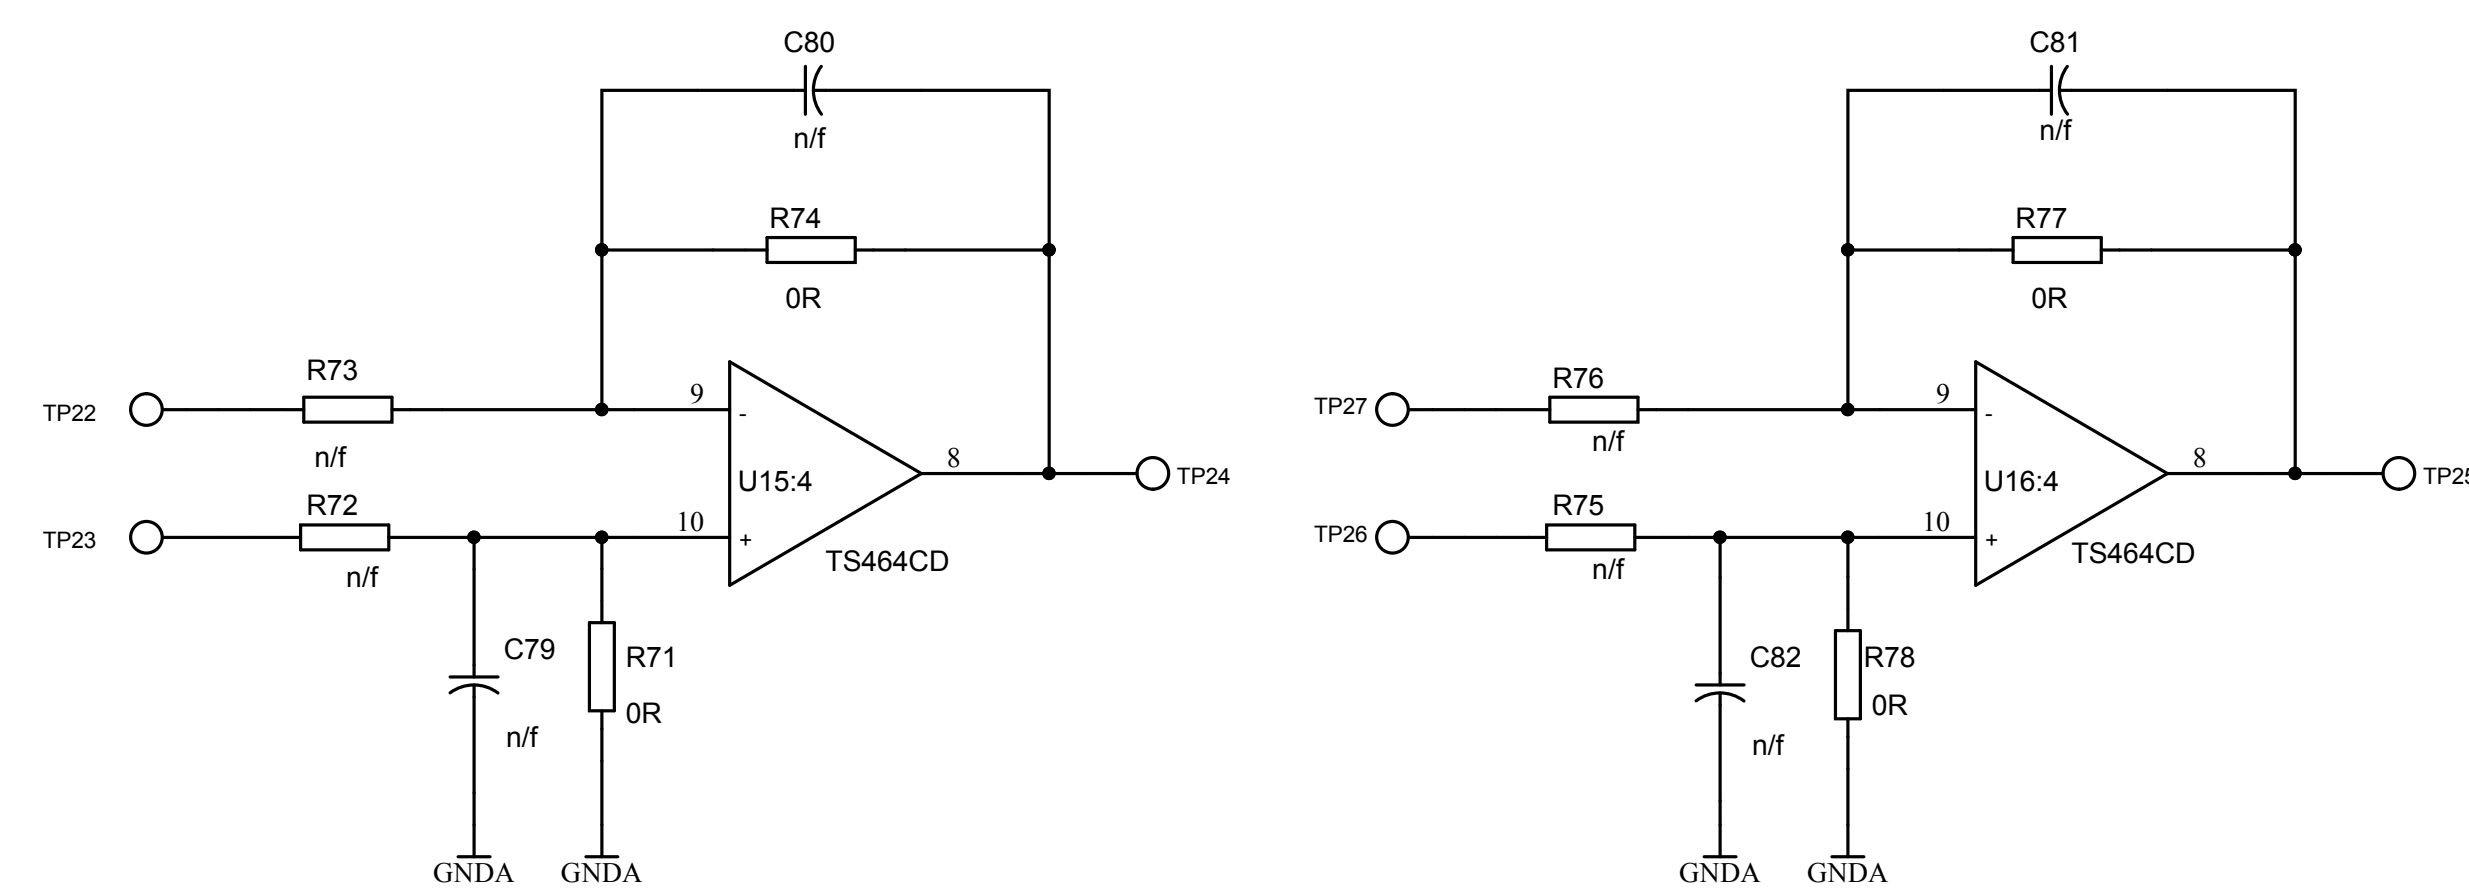 C80
n/f
R74
0R
R73
9
-
TP22
n/f
8
U15:4
TP24
R72
10
+
TP23
TS464CD
n/f
C79
R71
0R
n/f
GNDA
GNDA
C81
n/f
R77
0R
R76
9
-
TP27
n/f
8
U16:4
TP25
R75
10
+
TP26
TS464CD
n/f
C82
R78
0R
n/f
GNDA
GNDA